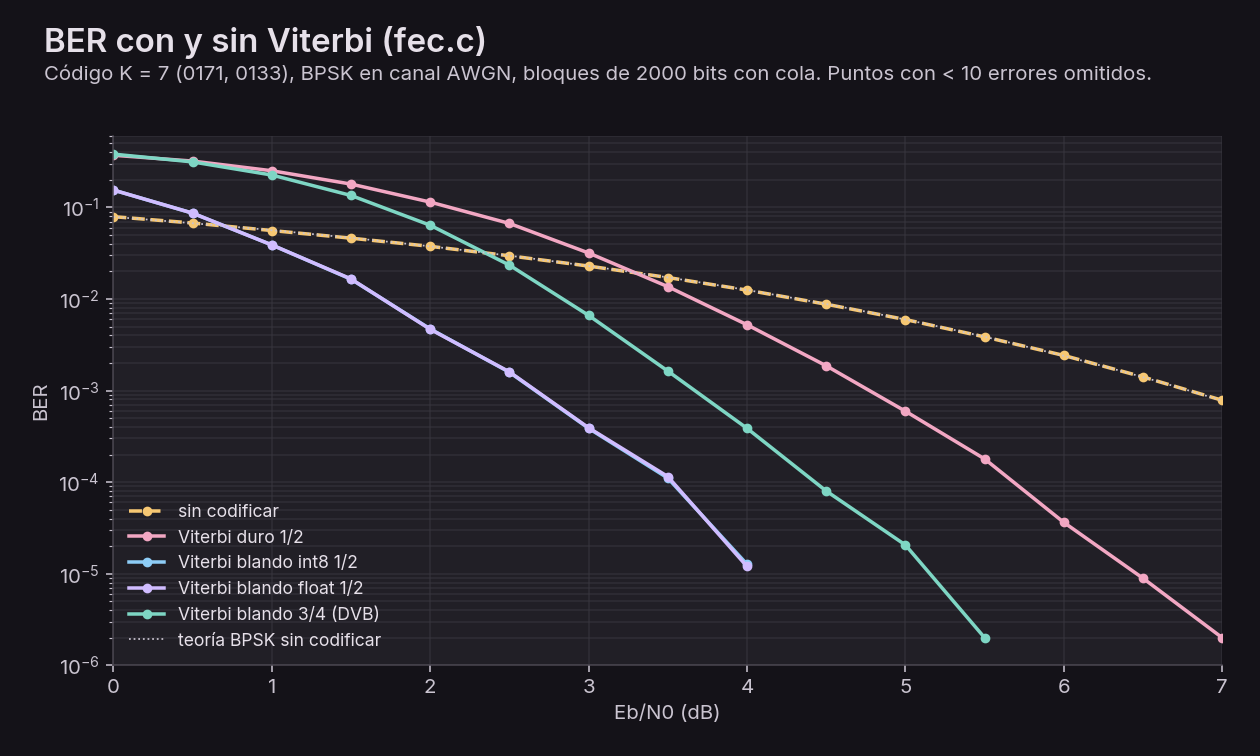 BER con y sin Viterbi (fec.c)
Código K = 7 (0171, 0133), BPSK en canal AWGN, bloques de 2000 bits con cola. Puntos con < 10 errores omitidos.
10⁻¹
10⁻²
10⁻³
10⁻⁴
10⁻⁵
10⁻⁶
BER
sin codificar
Viterbi duro 1/2
Viterbi blando int8 1/2
Viterbi blando float 1/2
Viterbi blando 3/4 (DVB)
teoría BPSK sin codificar
0 1 2 3 4 5 6 7
Eb/N0 (dB)